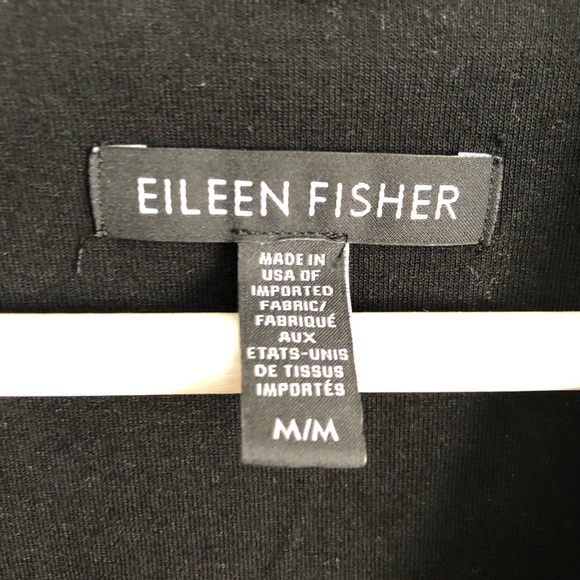 EILEEN FISHER
MADE IN
USA OF
IMPORTED
FABRIC/
FABRIQUÉ
AUX
ETATS-UNIS
DE TISSUS
IMPORTÉS
M/M